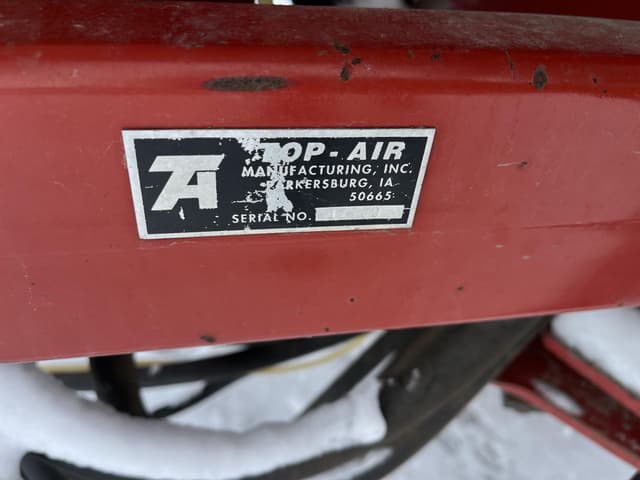 TA
TOP-AIR
MANUFACTURING, INC.
PARKERSBURG, IA
50665
SERIAL NO.